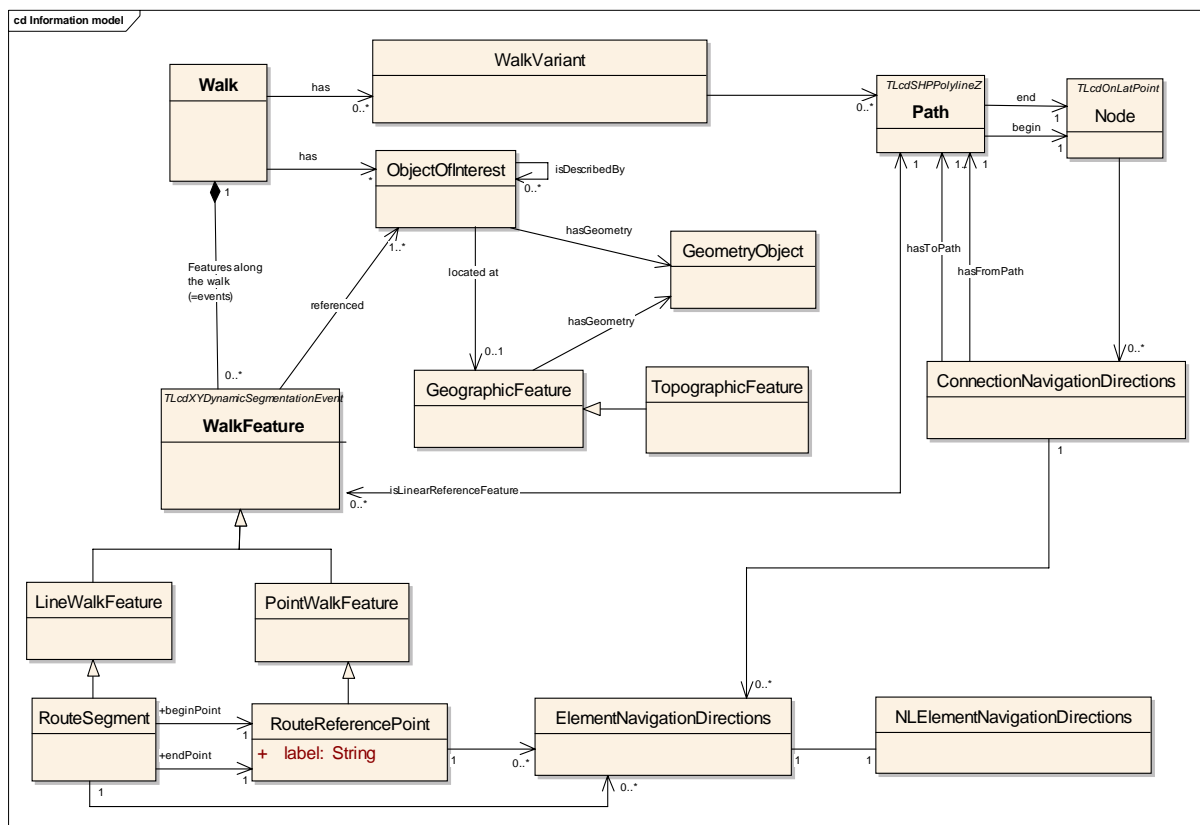 cd Information model
WalkVariant
Walk
has
0..*
0..*
TLcdSHPPolylineZ
Path
end
1
begin
1
TLcdOnLatPoint
Node
has
*
ObjectOfInterest
isDescribedBy
0..*
1
1
1..
1
1..*
hasGeometry
GeometryObject
hasToPath
hasFromPath
Features along
the walk
(=events)
located at
referenced
hasGeometry
0..*
0..1
0..*
TLcdXYDynamicSegmentationEvent
WalkFeature
GeographicFeature
TopographicFeature
ConnectionNavigationDirections
1
isLinearReferenceFeature
0..*
LineWalkFeature
PointWalkFeature
0..*
RouteSegment
+beginPoint
1
+endPoint
1
RouteReferencePoint
+ label: String
1
0..*
ElementNavigationDirections
1
1
NLElementNavigationDirections
1
0..*